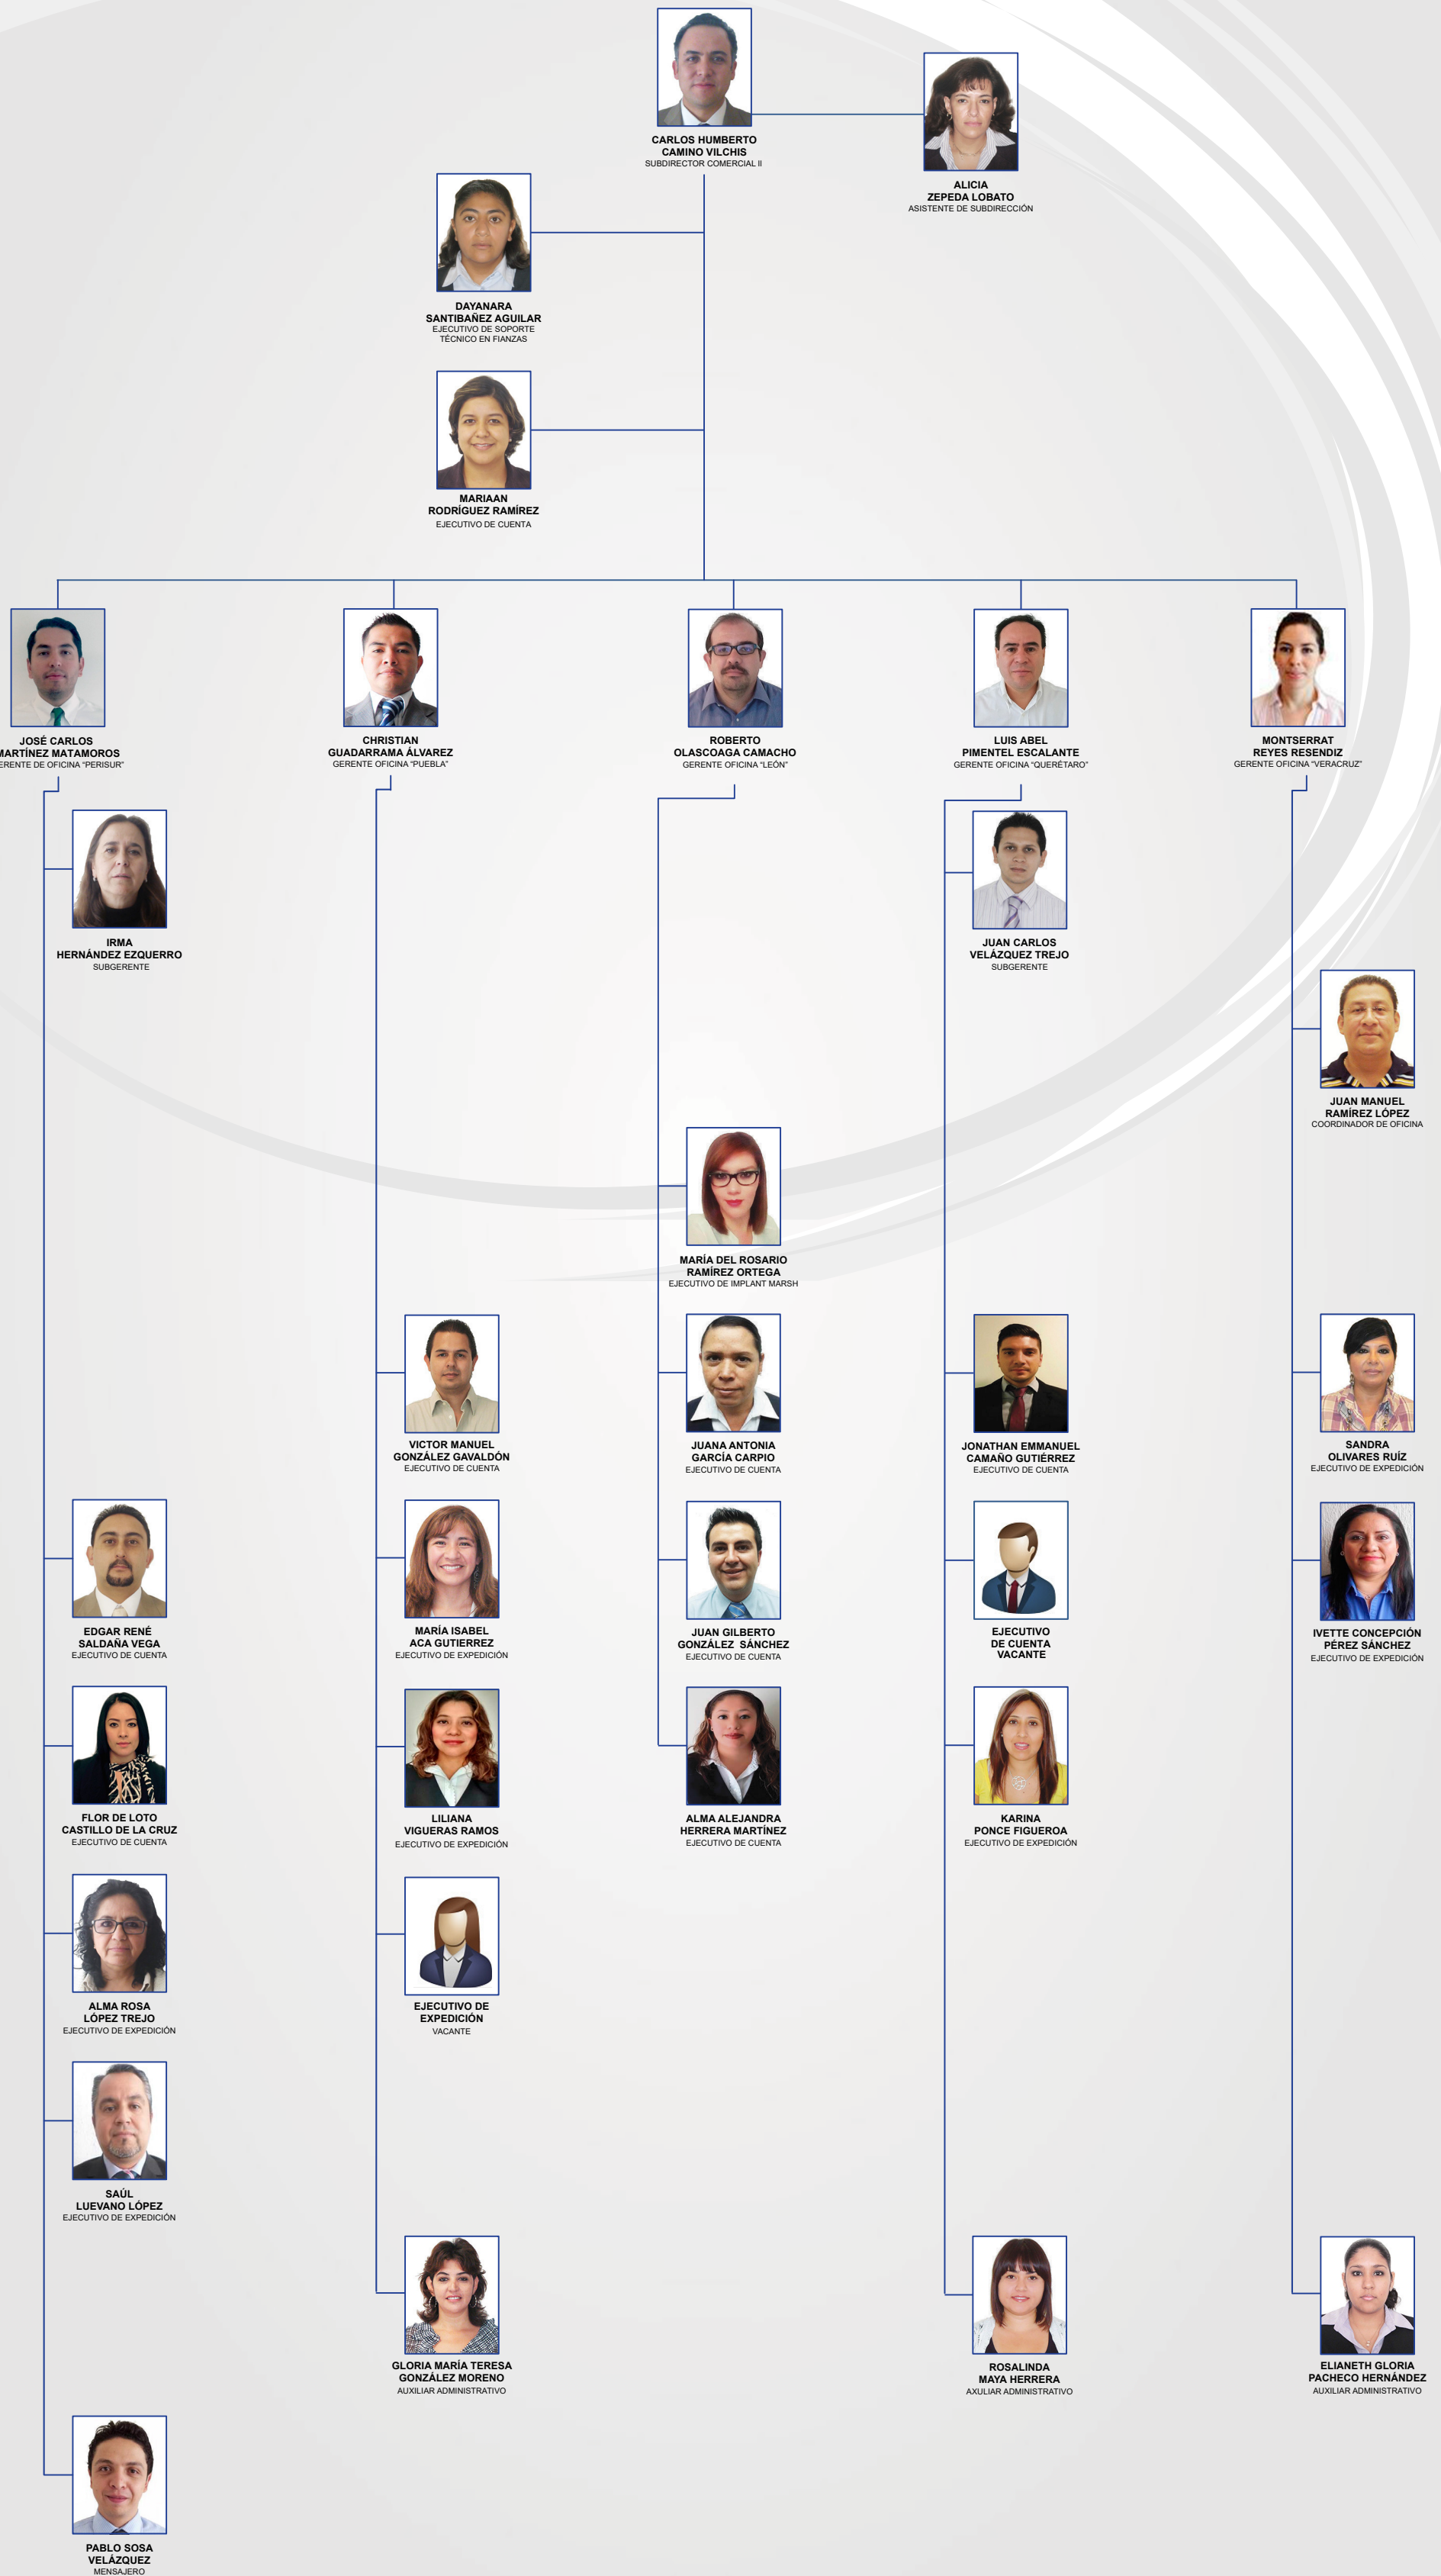 CARLOS HUMBERTO
CAMINO VILCHIS
SUBDIRECTOR COMERCIAL II
ALICIA
ZEPEDA LOBATO
ASISTENTE DE SUBDIRECCIÓN
DAYANARA
SANTIBAÑEZ AGUILAR
EJECUTIVO DE SOPORTE
TÉCNICO EN FIANZAS
MARIAAN
RODRÍGUEZ RAMÍREZ
EJECUTIVO DE CUENTA
JOSÉ CARLOS
MARTÍNEZ MATAMOROS
ERENTE DE OFICINA “PERISUR”
CHRISTIAN
GUADARRAMA ÁLVAREZ
GERENTE OFICINA “PUEBLA”
ROBERTO
OLASCOAGA CAMACHO
GERENTE OFICINA “LEÓN”
LUIS ABEL
PIMENTEL ESCALANTE
GERENTE OFICINA “QUERÉTARO”
MONTSERRAT
REYES RESENDIZ
GERENTE OFICINA “VERACRUZ”
IRMA
HERNÁNDEZ EZQUERRO
SUBGERENTE
JUAN CARLOS
VELÁZQUEZ TREJO
SUBGERENTE
JUAN MANUEL
RAMÍREZ LÓPEZ
COORDINADOR DE OFICINA
MARÍA DEL ROSARIO
RAMÍREZ ORTEGA
EJECUTIVO DE IMPLANT MARSH
VICTOR MANUEL
GONZÁLEZ GAVALDÓN
EJECUTIVO DE CUENTA
JUANA ANTONIA
GARCÍA CARPIO
EJECUTIVO DE CUENTA
JONATHAN EMMANUEL
CAMAÑO GUTIÉRREZ
EJECUTIVO DE CUENTA
SANDRA
OLIVARES RUÍZ
EJECUTIVO DE EXPEDICIÓN
EDGAR RENÉ
SALDAÑA VEGA
EJECUTIVO DE CUENTA
MARÍA ISABEL
ACA GUTIERREZ
EJECUTIVO DE EXPEDICIÓN
JUAN GILBERTO
GONZÁLEZ SÁNCHEZ
EJECUTIVO DE CUENTA
EJECUTIVO
DE CUENTA
VACANTE
IVETTE CONCEPCIÓN
PÉREZ SÁNCHEZ
EJECUTIVO DE EXPEDICIÓN
FLOR DE LOTO
CASTILLO DE LA CRUZ
EJECUTIVO DE CUENTA
LILIANA
VIGUERAS RAMOS
EJECUTIVO DE EXPEDICIÓN
ALMA ALEJANDRA
HERRERA MARTÍNEZ
EJECUTIVO DE CUENTA
KARINA
PONCE FIGUEROA
EJECUTIVO DE EXPEDICIÓN
ALMA ROSA
LÓPEZ TREJO
EJECUTIVO DE EXPEDICIÓN
EJECUTIVO DE
EXPEDICIÓN
VACANTE
SAÚL
LUEVANO LÓPEZ
EJECUTIVO DE EXPEDICIÓN
GLORIA MARÍA TERESA
GONZÁLEZ MORENO
AUXILIAR ADMINISTRATIVO
ROSALINDA
MAYA HERRERA
AXULIAR ADMINISTRATIVO
ELIANETH GLORIA
PACHECO HERNÁNDEZ
AUXILIAR ADMINISTRATIVO
PABLO SOSA
VELÁZQUEZ
MENSAJERO